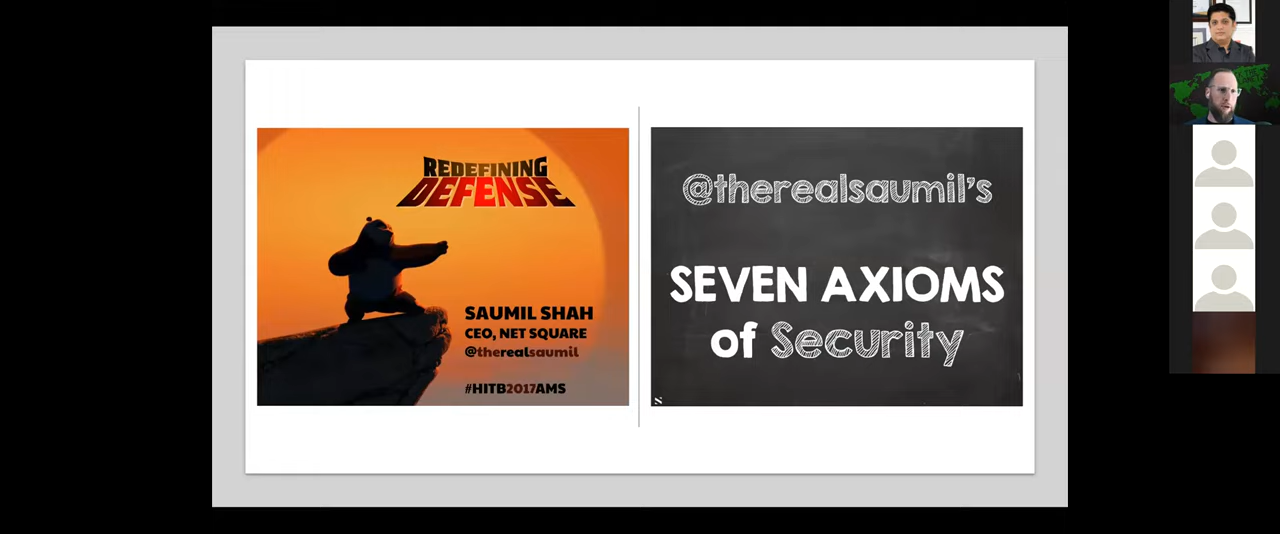 REDEFINING
DEFENSE
SAUMIL SHAH
CEO, NET SQUARE
@therealsaumil
#HITB2017AMS
@therealsaumil's
SEVEN AXIOMS
of Security